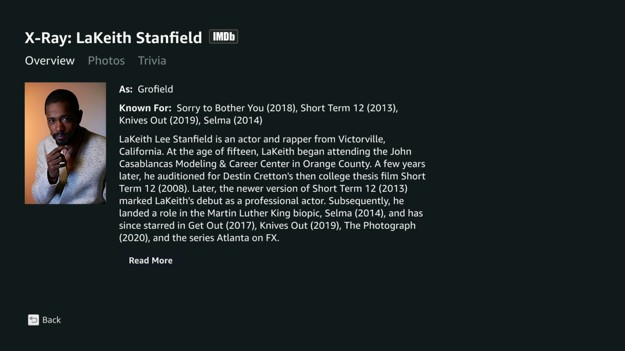 X-Ray: LaKeith Stanfield IMDb
Overview Photos Trivia
As: Grofield
Known For: Sorry to Bother You (2018), Short Term 12 (2013),
Knives Out (2019), Selma (2014)
LaKeith Lee Stanfield is an actor and rapper from Victorville,
California. At the age of fifteen, LaKeith began attending the John
Casablancas Modeling & Career Center in Orange County. A few years
later, he auditioned for Destin Cretton's then college thesis film Short
Term 12 (2008). Later, the newer version of Short Term 12 (2013)
marked LaKeith's debut as a professional actor. Subsequently, he
landed a role in the Martin Luther King biopic, Selma (2014), and has
since starred in Get Out (2017), Knives Out (2019), The Photograph
(2020), and the series Atlanta on FX.
Read More
Back